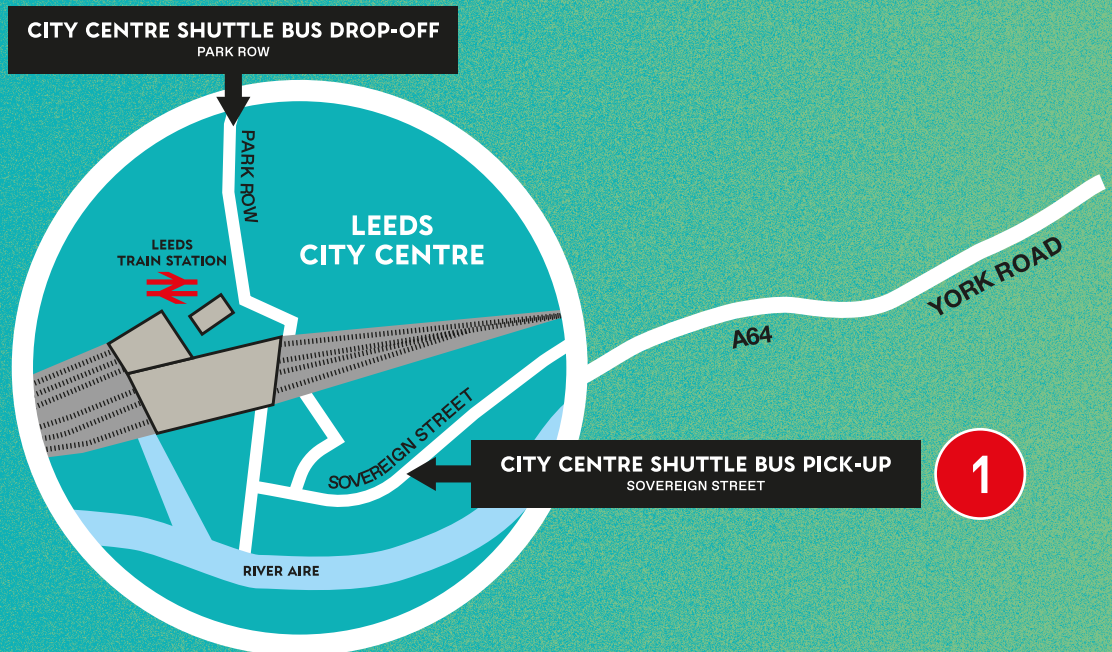 CITY CENTRE SHUTTLE BUS DROP-OFF
PARK ROW
PARK ROW
LEEDS
CITY CENTRE
LEEDS
TRAIN STATION
YORK ROAD
A64
SOVEREIGN STREET
CITY CENTRE SHUTTLE BUS PICK-UP
SOVEREIGN STREET
1
RIVER AIRE